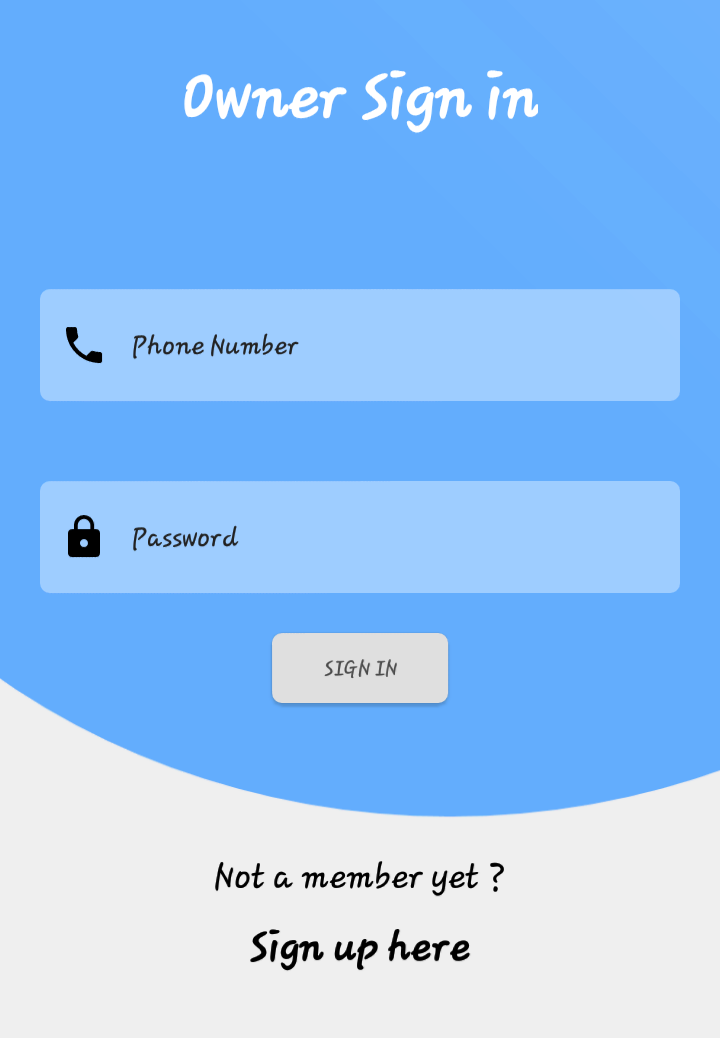 Owner Sign in
Phone Number
Password
SIGN IN
Not a member yet ?
Sign up here